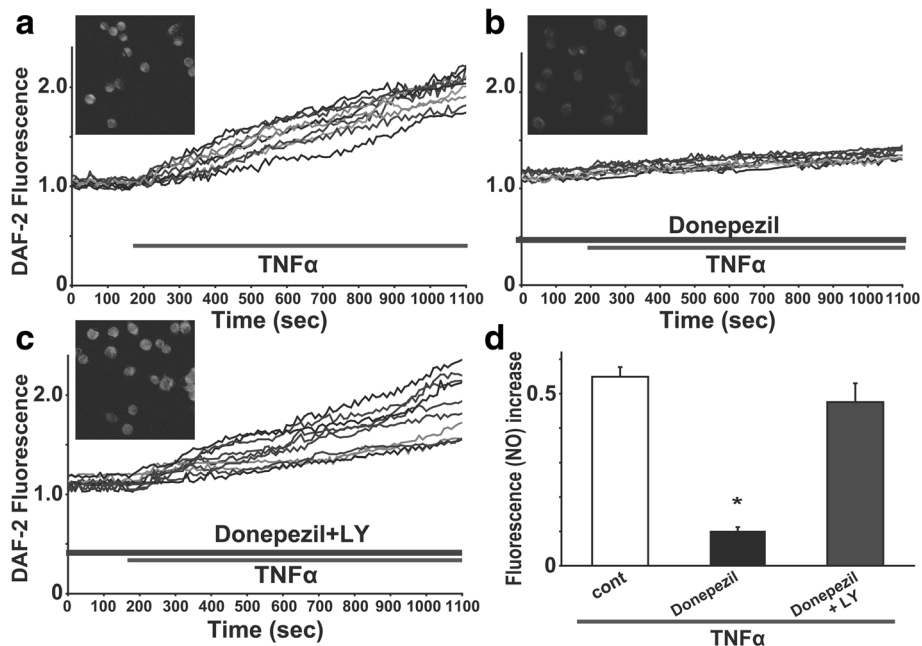 a
DAF-2 Fluorescence
2.0
1.0
0
TNFα
0 100 200 300 400 500 600 700 800 900 1000 1100
Time (sec)
b
2.0
1.0
0
Donepezil
TNFα
0 100 200 300 400 500 600 700 800 900 1000 1100
Time (sec)
c
DAF-2 Fluorescence
2.0
1.0
0
Donepezil+LY
TNFα
0 100 200 300 400 500 600 700 800 900 1000 1100
Time (sec)
d
Fluorescence (NO) increase
0.5
0
*
cont
Donepezil
Donepezil
+ LY
TNFα